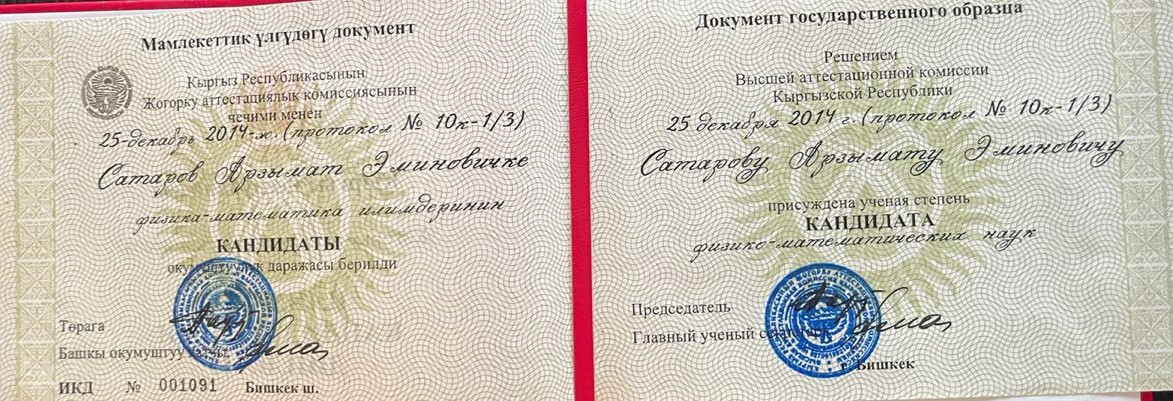 Мамлекеттик үлгүдөгү документ
Кыргыз Республикасынын
Жогорку аттестациялык комиссиясынын
чечими менен
25-декабрь 2014-ж. (протокол № 10к-1/3)
Сатаров Арзымат Эминовичке
физика-математика илимдеринин
КАНДИДАТЫ
окумуштуулук даражасы берилди
Төрага
Башкы окумуштуу
ИКД № 001091 Бишкек ш.
Документ государственного образца
Решением
Высшей аттестационной комиссии
Кыргызской Республики
25 декабря 2014 г. (протокол № 10к-1/3)
Сатарову Арзымату Эминовичу
присуждена ученая степень
КАНДИДАТА
физико-математических наук
Председатель
Главный ученый
г. Бишкек